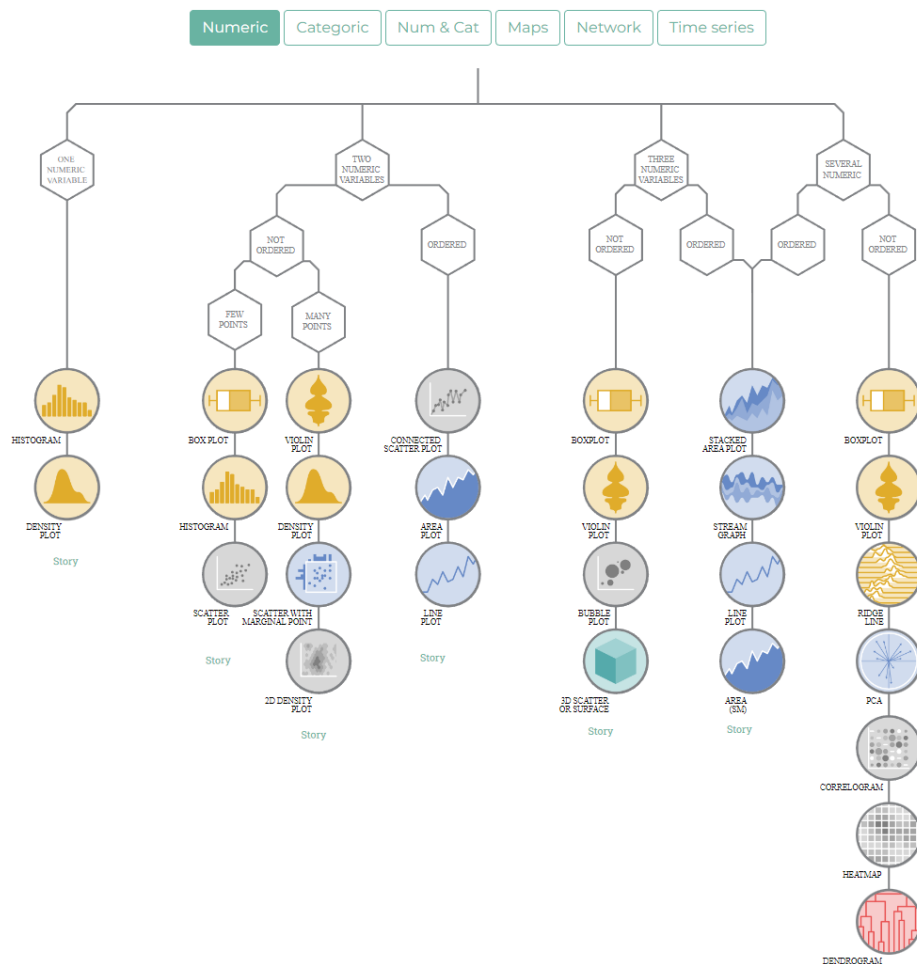 Numeric
Categoric
Num & Cat
Maps
Network
Time series
ONE
NUMERIC
VARIABLE
TWO
NUMERIC
VARIABLES
THREE
NUMERIC
VARIABLES
SEVERAL
NUMERIC
NOT
ORDERED
ORDERED
NOT
ORDERED
ORDERED
ORDERED
NOT
ORDERED
FEW
POINTS
MANY
POINTS
HISTOGRAM
BOX PLOT
VIOLIN
PLOT
CONNECTED
SCATTER PLOT
BOXPLOT
STACKED
AREA PLOT
BOXPLOT
DENSITY
PLOT
HISTOGRAM
DENSITY
PLOT
AREA
PLOT
VIOLIN
PLOT
STREAM
GRAPH
VIOLIN
PLOT
Story
SCATTER
PLOT
SCATTER WITH
MARGINAL POINT
LINE
PLOT
BUBBLE
PLOT
LINE
PLOT
RIDGE
LINE
Story
Story
2D DENSITY
PLOT
3D SCATTER
OR SURFACE
AREA
(SM)
PCA
Story
Story
Story
CORRELOGRAM
HEATMAP
DENDROGRAM